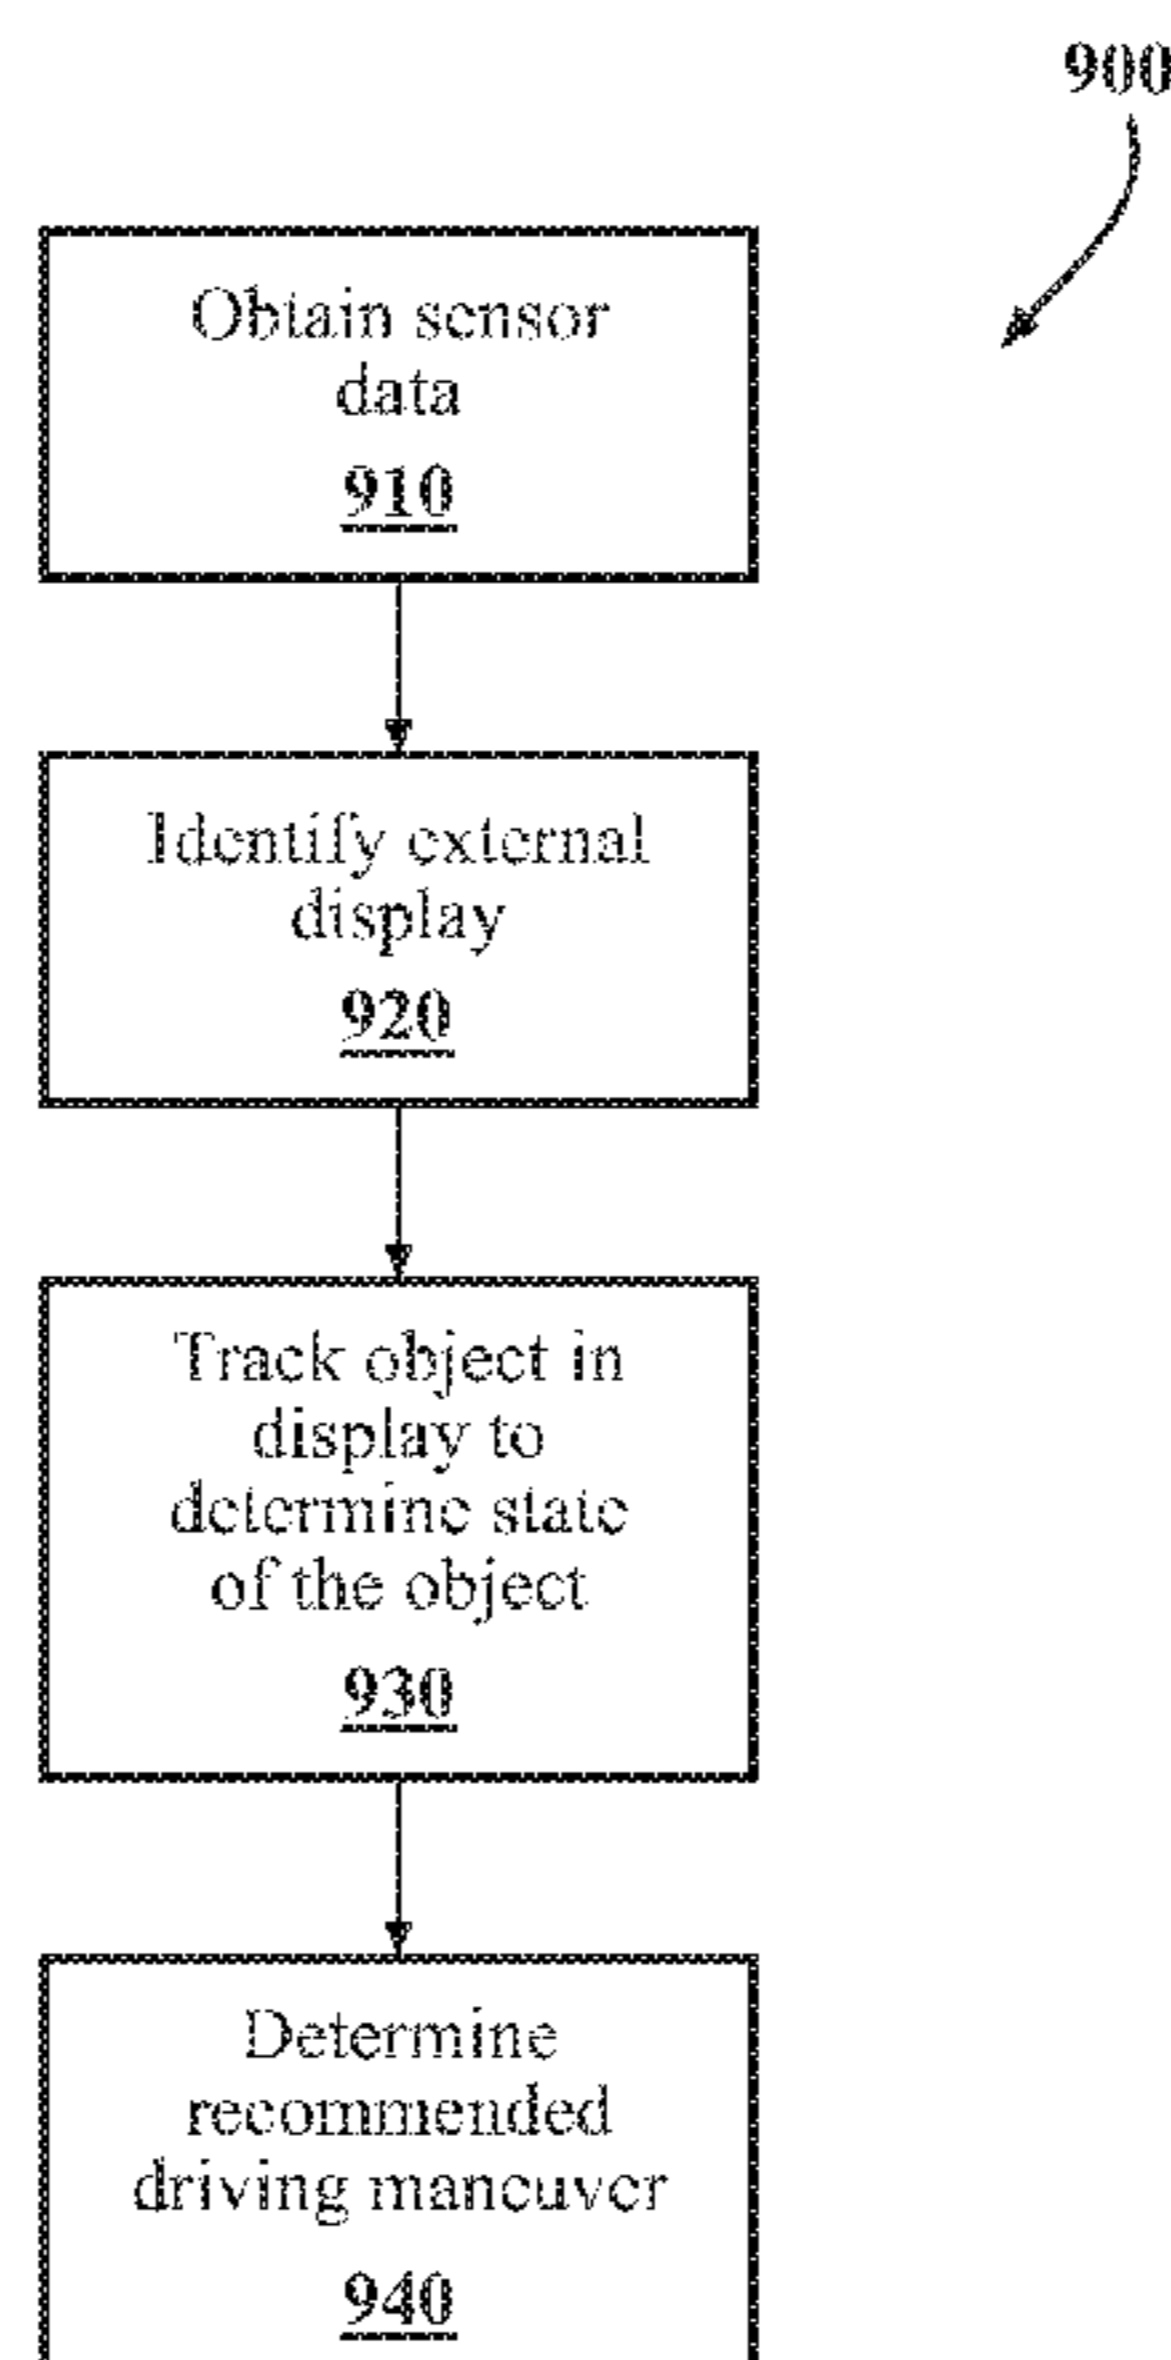 900
Obtain sensor
data
910
Identify external
display
920
Track object in
display to
determine state
of the object
930
Determine
recommended
driving maneuver
940